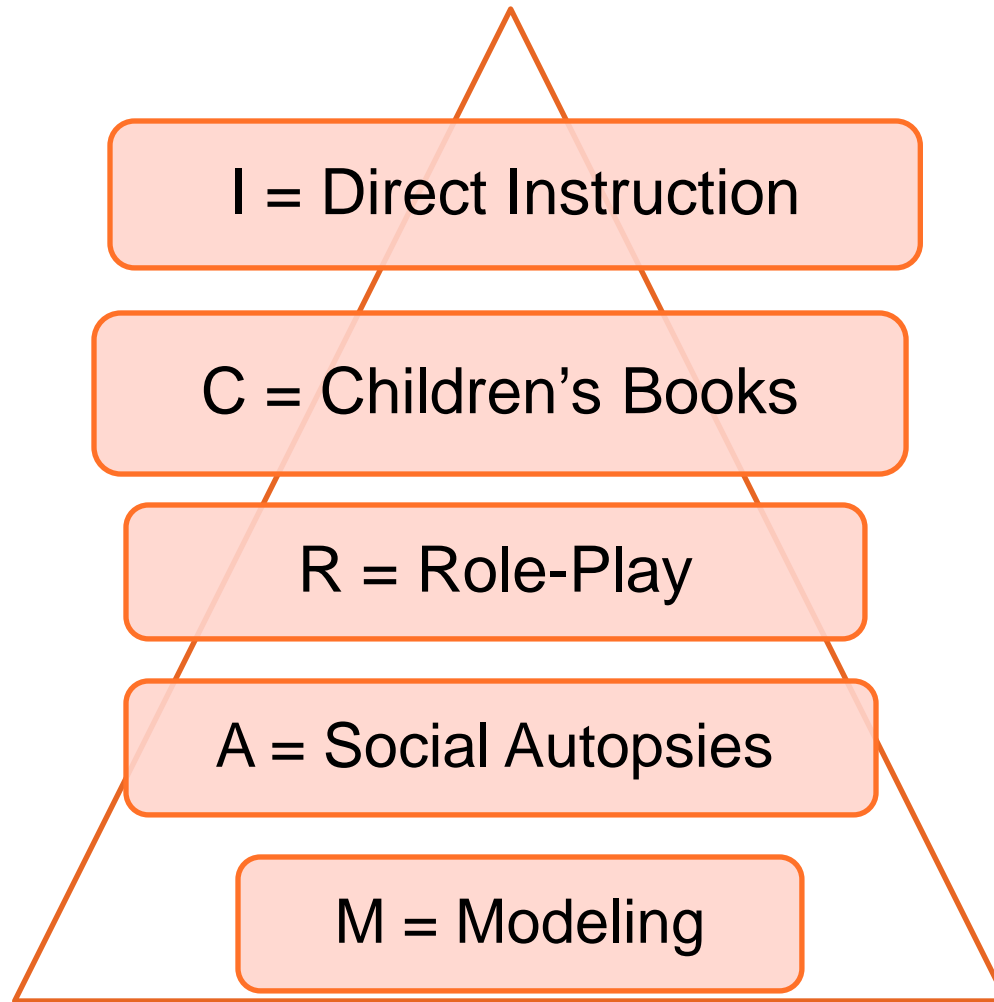 I = Direct Instruction
C = Children’s Books
R = Role-Play
A = Social Autopsies
M = Modeling